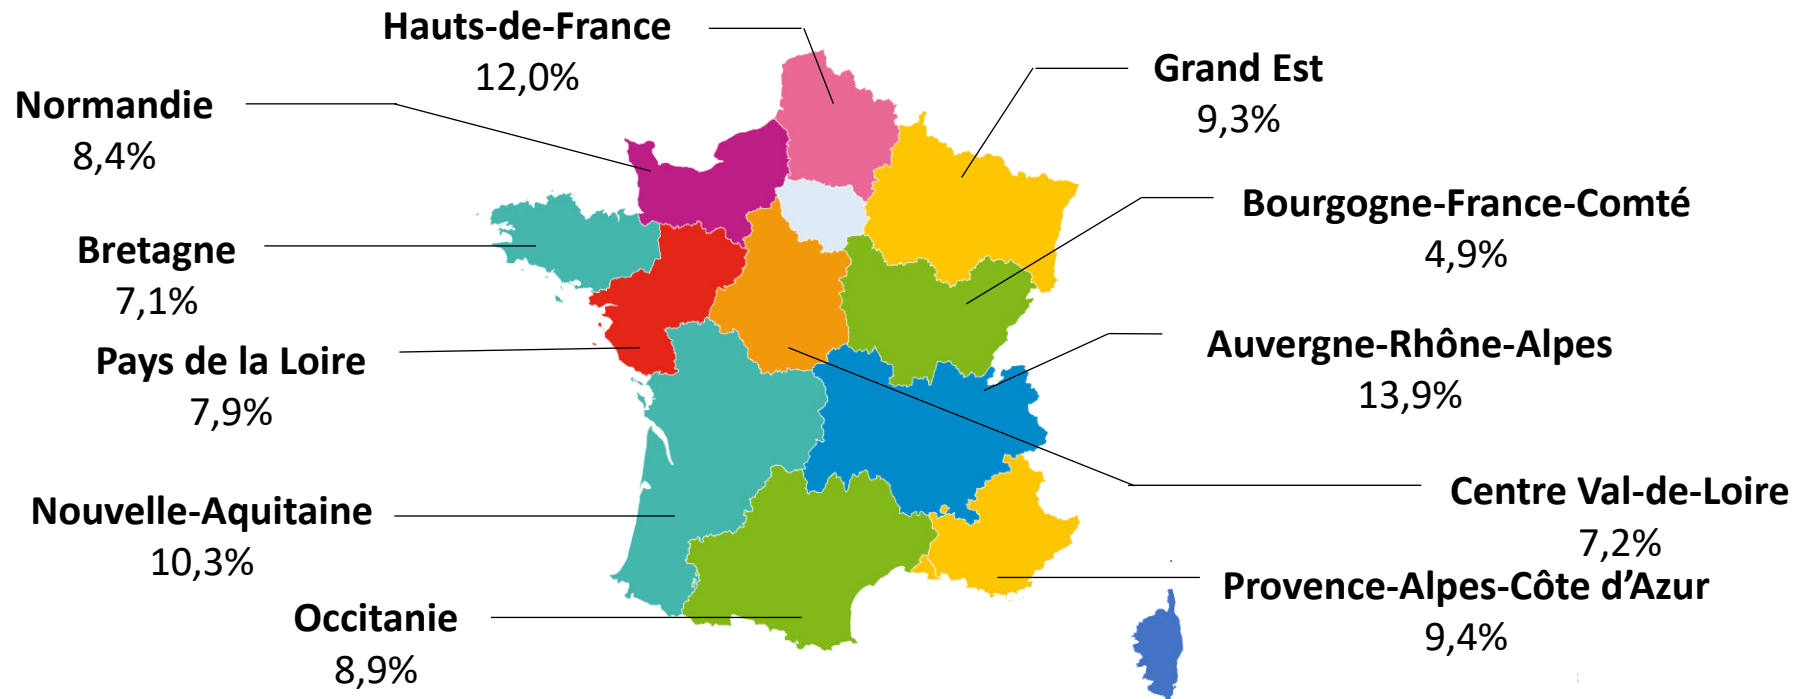 Hauts-de-France
12,0%
Grand Est
9,3%
Normandie
8,4%
Bourgogne-France-Comté
4,9%
Bretagne
7,1%
Auvergne-Rhône-Alpes
13,9%
Pays de la Loire
7,9%
Centre Val-de-Loire
7,2%
Nouvelle-Aquitaine
10,3%
Provence-Alpes-Côte d’Azur
9,4%
Occitanie
8,9%